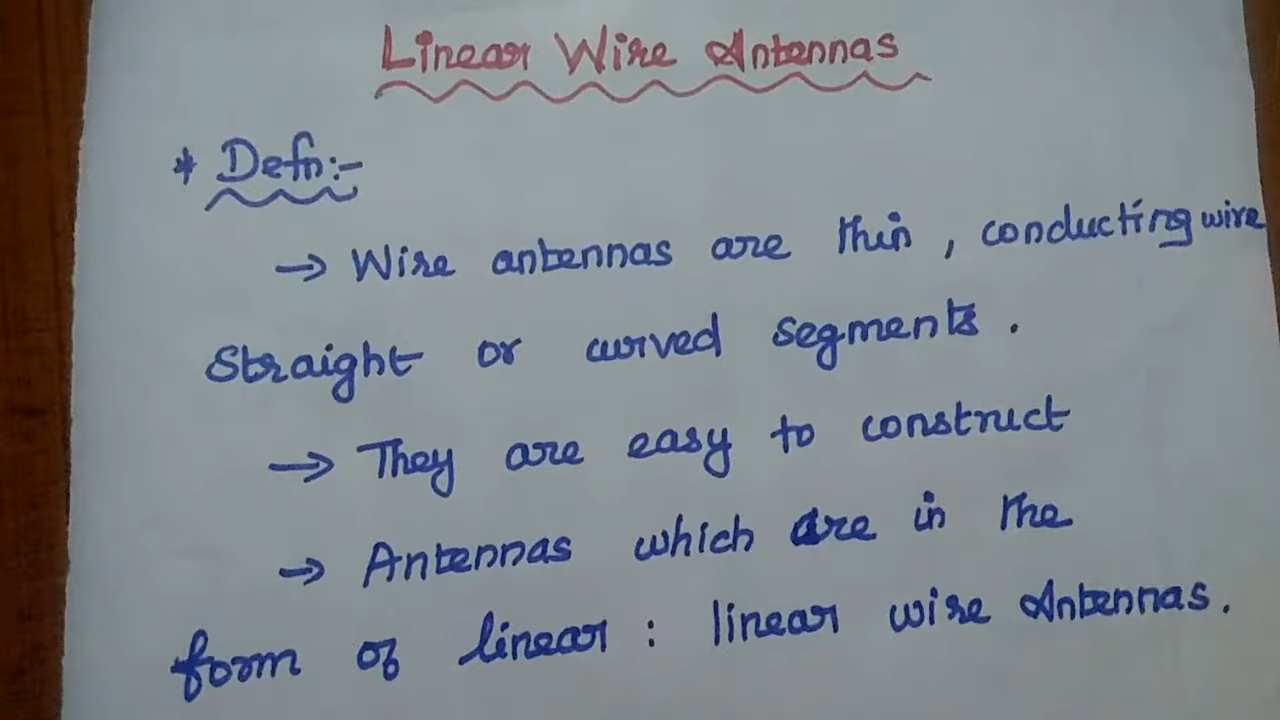 Linear Wire Antennas
* Defn:-
→ Wire antennas are thin, conducting wire
straight or curved segments.
→ They are easy to construct
→ Antennas which are in the
form of linear: linear wire Antennas.